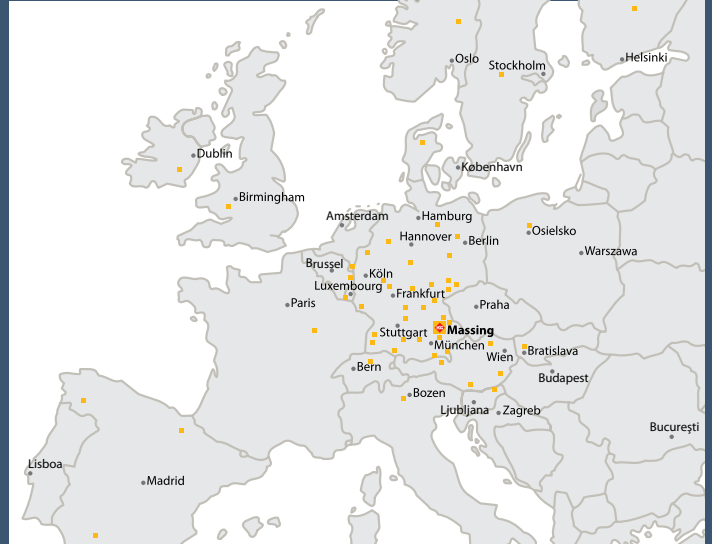 Oslo
Helsinki
Stockholm
Dublin
København
Birmingham
Amsterdam
Hamburg
Osielsko
Hannover
Berlin
Warszawa
Brussel
Köln
Luxembourg
Frankfurt
Paris
Praha
Stuttgart
Massing
München
Wien
Bratislava
Bern
Budapest
Bozen
Ljubljana
Zagreb
Bucureşti
Lisboa
Madrid